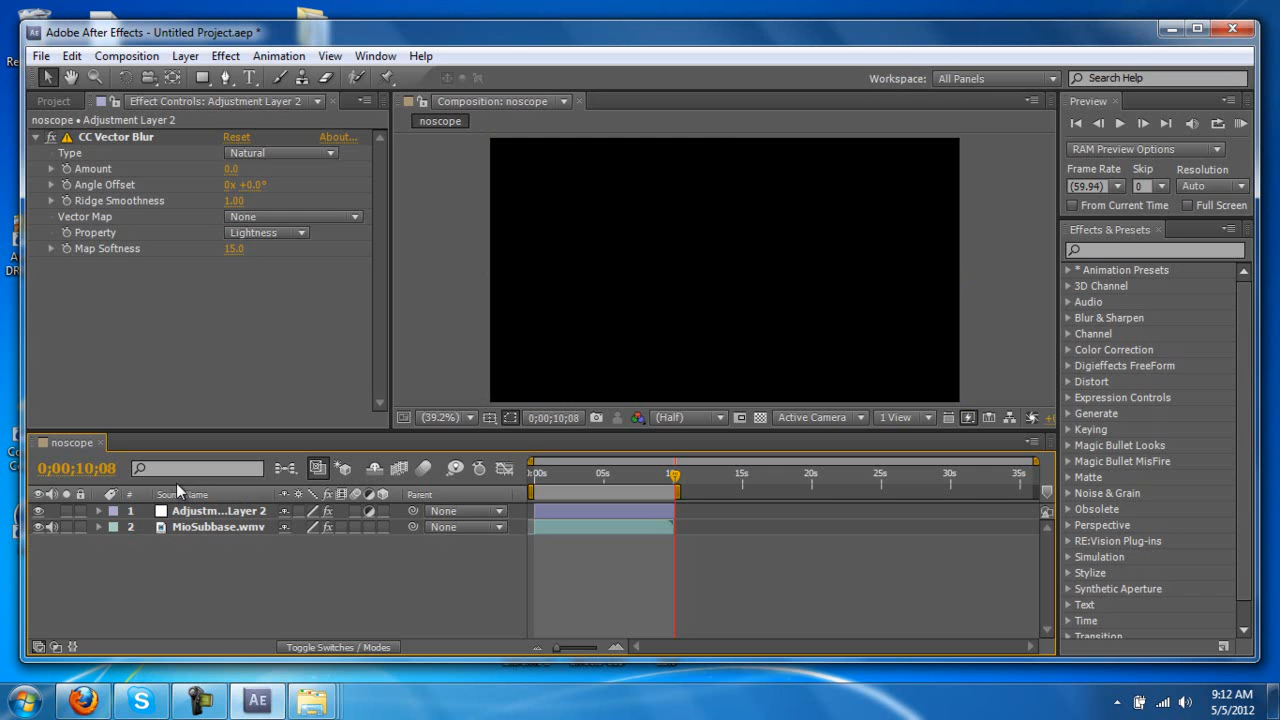 Adobe After Effects - Untitled Project.aep *
File Edit Composition Layer Effect Animation View Window Help
Workspace: All Panels Search Help
Project Effect Controls: Adjustment Layer 2
noscope • Adjustment Layer 2
fx CC Vector Blur Reset About...
Type Natural
Amount 0.0
Angle Offset 0x +0.0°
Ridge Smoothness 1.00
Vector Map None
Property Lightness
Map Softness 15.0
Composition: noscope
noscope
(39.2%) 0;00;10;08 (Half) Active Camera 1 View
Preview
RAM Preview Options
Frame Rate Skip Resolution
(59.94) 0 Auto
From Current Time Full Screen
Effects & Presets
* Animation Presets
3D Channel
Audio
Blur & Sharpen
Channel
Color Correction
Digieffects FreeForm
Distort
Expression Controls
Generate
Keying
Magic Bullet Looks
Magic Bullet MisFire
Matte
Noise & Grain
Obsolete
Perspective
RE:Vision Plug-ins
Simulation
Stylize
Synthetic Aperture
Text
Time
Transition
noscope
0;00;10;08
05s 15s 20s 25s 30s 35s
# Name Parent
1 Adjustm...Layer 2 None
2 MioSubbase.wmv None
Toggle Switches / Modes
9:12 AM
5/5/2012